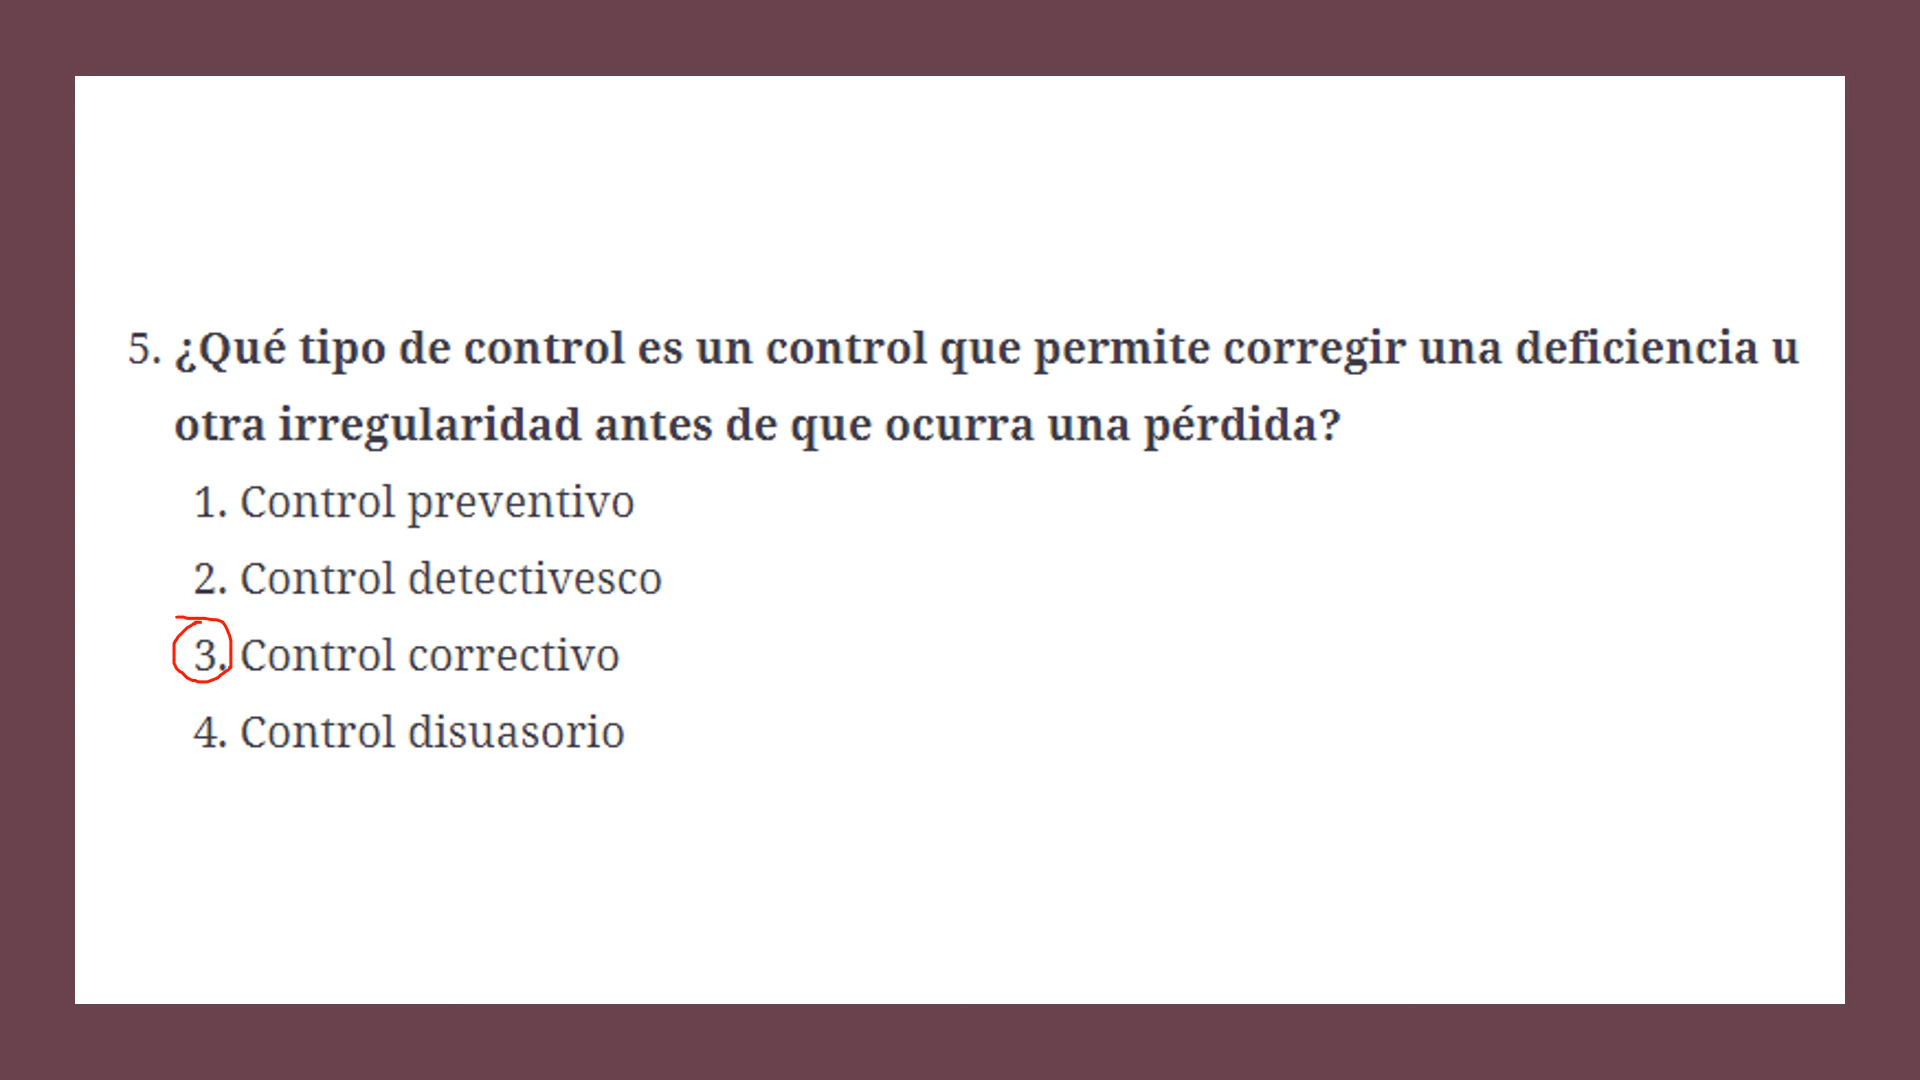 5. ¿Qué tipo de control es un control que permite corregir una deficiencia u
otra irregularidad antes de que ocurra una pérdida?
1. Control preventivo
2. Control detectivesco
3. Control correctivo
4. Control disuasorio